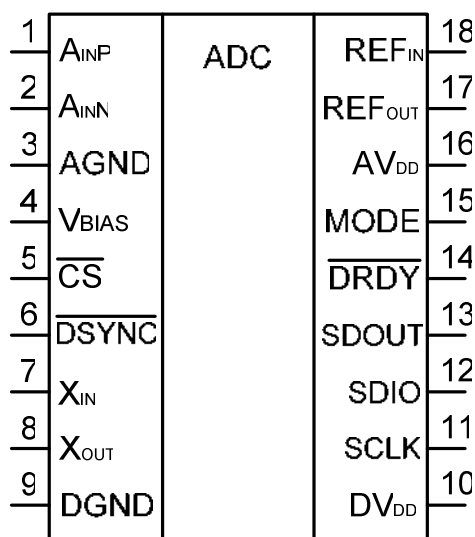 ADC
1 AINP
2 AINN
3 AGND
4 VBIAS
5 CS
6 DSYNC
7 XIN
8 XOUT
9 DGND
18 REFIN
17 REFOUT
16 AVDD
15 MODE
14 DRDY
13 SDOUT
12 SDIO
11 SCLK
10 DVDD